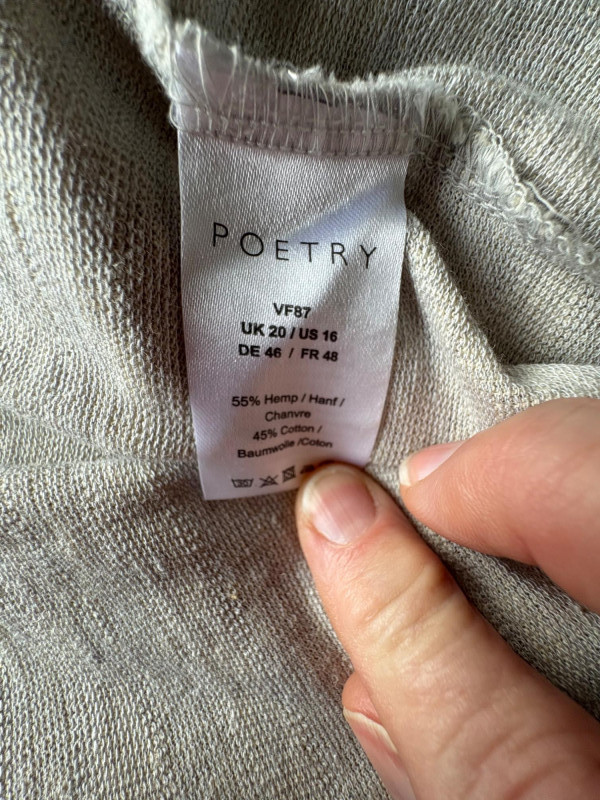 POETRY
VF87
UK 20 / US 16
DE 46 / FR 48
55% Hemp / Hanf /
Chanvre
45% Cotton /
Baumwolle /Coton